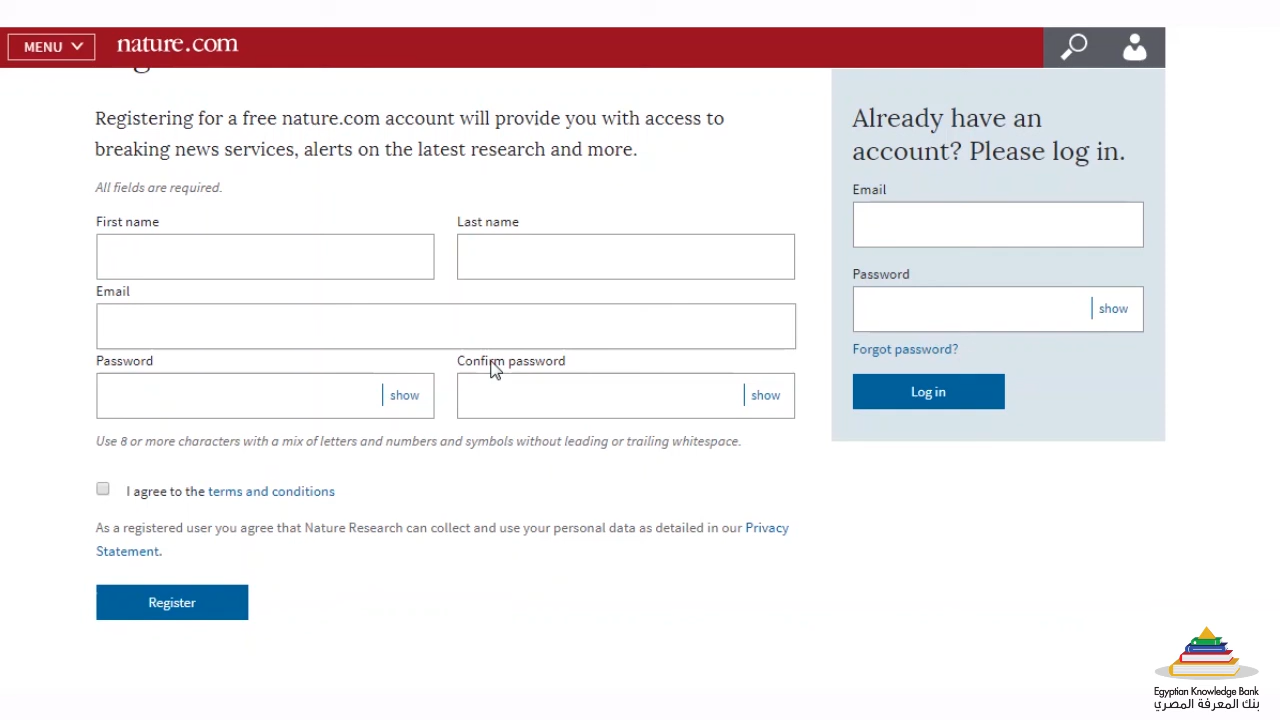 MENU
nature.com
Registering for a free nature.com account will provide you with access to
breaking news services, alerts on the latest research and more.
All fields are required.
First name
Last name
Email
Password
show
Confirm password
show
Use 8 or more characters with a mix of letters and numbers and symbols without leading or trailing whitespace.
I agree to the terms and conditions
As a registered user you agree that Nature Research can collect and use your personal data as detailed in our Privacy
Statement.
Register
Already have an
account? Please log in.
Email
Password
show
Forgot password?
Log in
Egyptian Knowledge Bank
بنك المعرفة المصري